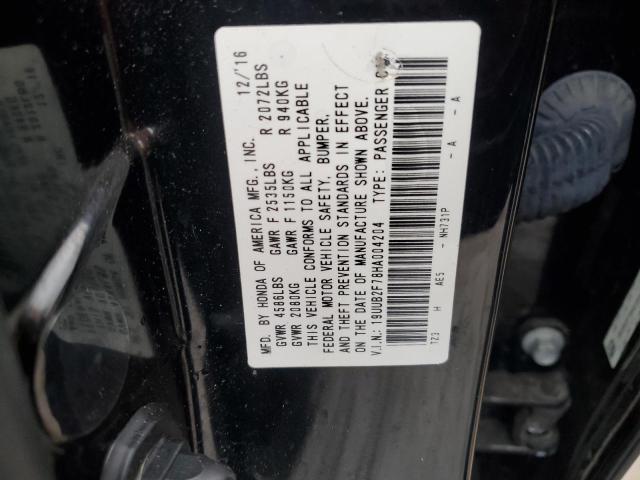 MFD. BY HONDA OF AMERICA MFG., INC. 12/'16
GVWR 4586LBS GAWR F 2535LBS R 2072LBS
GVWR 2080KG GAWR F 1150KG R 940KG
THIS VEHICLE CONFORMS TO ALL APPLICABLE
FEDERAL MOTOR VEHICLE SAFETY, BUMPER,
AND THEFT PREVENTION STANDARDS IN EFFECT
ON THE DATE OF MANUFACTURE SHOWN ABOVE.
V.I.N.: 19UUB2F78HA004204 TYPE: PASSENGER
TZ3 H AE5 - NH731P - A - A